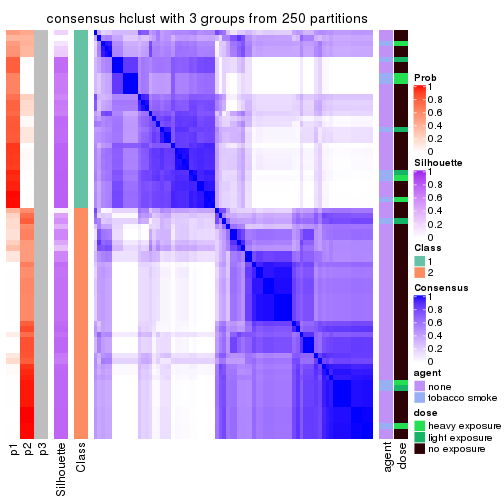 consensus hclust with 3 groups from 250 partitions
Prob
1
0.8
0.6
0.4
0.2
0
Silhouette
1
0.8
0.6
0.4
0.2
0
Class
1
2
Consensus
1
0.8
0.6
0.4
0.2
0
agent
none
tobacco smoke
dose
heavy exposure
light exposure
no exposure
p1
p2
p3
Silhouette
Class
agent
dose